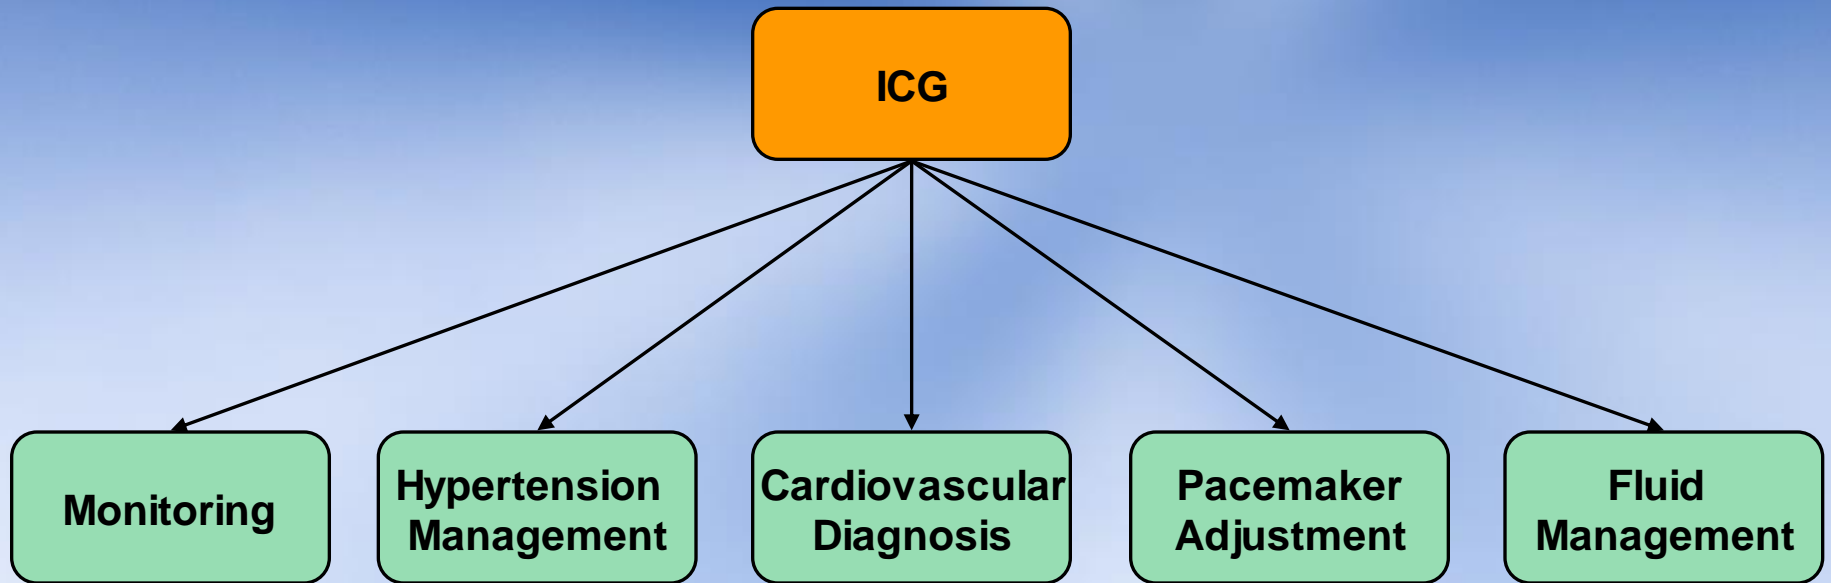 ICG
Monitoring
Hypertension
Management
Cardiovascular
Diagnosis
Pacemaker
Adjustment
Fluid
Management